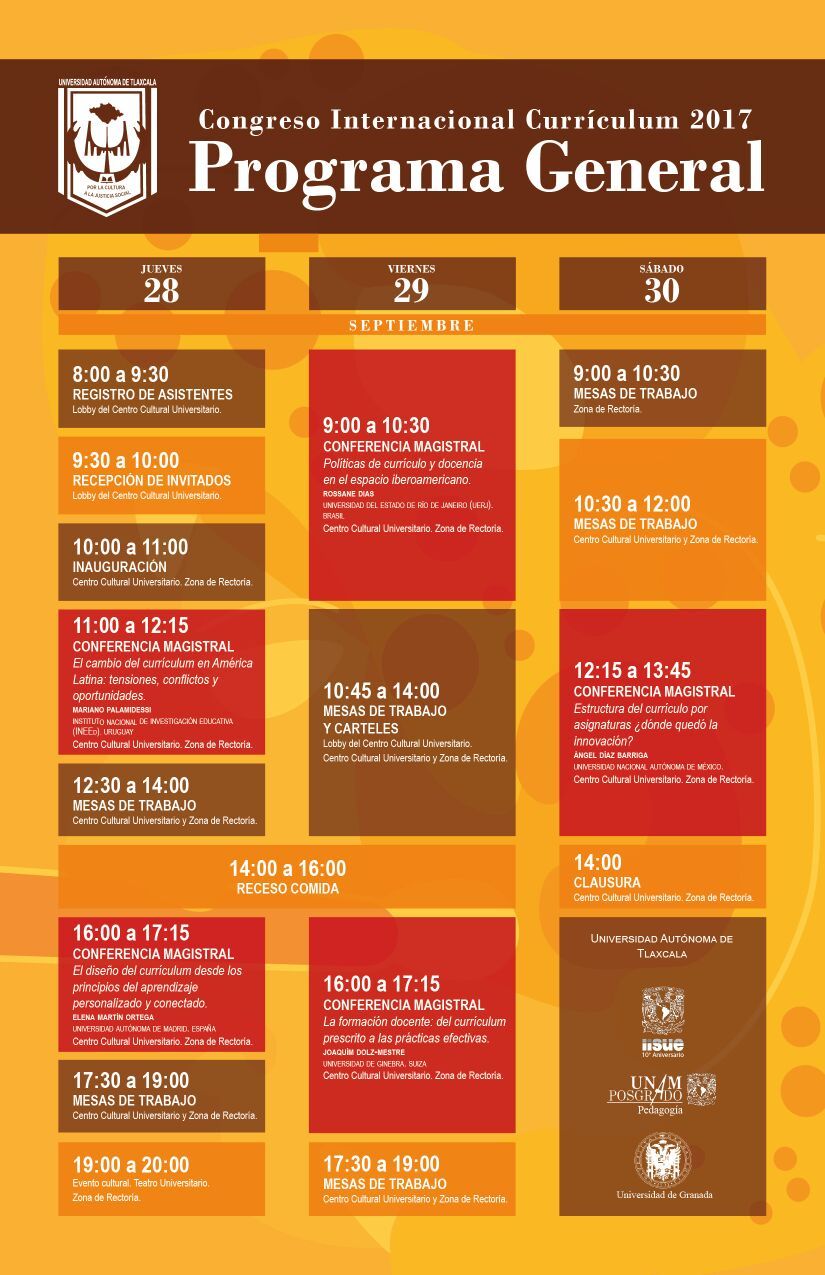 UNIVERSIDAD AUTÓNOMA DE TLAXCALA
POR LA CULTURA
A LA JUSTICIA SOCIAL
Congreso Internacional Currículum 2017
Programa General
JUEVES
28
VIERNES
29
SÁBADO
30
SEPTIEMBRE
8:00 a 9:30
REGISTRO DE ASISTENTES
Lobby del Centro Cultural Universitario.
9:30 a 10:00
RECEPCIÓN DE INVITADOS
Lobby del Centro Cultural Universitario.
10:00 a 11:00
INAUGURACIÓN
Centro Cultural Universitario. Zona de Rectoría.
11:00 a 12:15
CONFERENCIA MAGISTRAL
El cambio del currículum en América
Latina: tensiones, conflictos y
oportunidades.
MARIANO PALAMIDESSI
INSTITUTO NACIONAL DE INVESTIGACIÓN EDUCATIVA
(INEED). URUGUAY
Centro Cultural Universitario. Zona de Rectoría.
12:30 a 14:00
MESAS DE TRABAJO
Centro Cultural Universitario y Zona de Rectoría.
9:00 a 10:30
CONFERENCIA MAGISTRAL
Políticas de currículo y docencia
en el espacio iberoamericano.
ROSSANE DIAS
UNIVERSIDAD DEL ESTADO DE RÍO DE JANEIRO (UERJ).
BRASIL
Centro Cultural Universitario. Zona de Rectoría.
10:45 a 14:00
MESAS DE TRABAJO
Y CARTELES
Lobby del Centro Cultural Universitario.
Centro Cultural Universitario y Zona de Rectoría.
9:00 a 10:30
MESAS DE TRABAJO
Zona de Rectoría.
10:30 a 12:00
MESAS DE TRABAJO
Centro Cultural Universitario y Zona de Rectoría.
12:15 a 13:45
CONFERENCIA MAGISTRAL
Estructura del currículo por
asignaturas ¿dónde quedó la
innovación?
ÁNGEL DÍAZ BARRIGA
UNIVERSIDAD NACIONAL AUTÓNOMA DE MÉXICO.
Centro Cultural Universitario. Zona de Rectoría.
14:00 a 16:00
RECESO COMIDA
14:00
CLAUSURA
Centro Cultural Universitario. Zona de Rectoría.
16:00 a 17:15
CONFERENCIA MAGISTRAL
El diseño del currículum desde los
principios del aprendizaje
personalizado y conectado.
ELENA MARTÍN ORTEGA
UNIVERSIDAD AUTÓNOMA DE MADRID. ESPAÑA
Centro Cultural Universitario. Zona de Rectoría.
17:30 a 19:00
MESAS DE TRABAJO
Centro Cultural Universitario y Zona de Rectoría.
19:00 a 20:00
Evento cultural. Teatro Universitario.
Zona de Rectoría.
16:00 a 17:15
CONFERENCIA MAGISTRAL
La formación docente: del currículum
prescrito a las prácticas efectivas.
JOAQUÍM DOLZ-MESTRE
UNIVERSIDAD DE GINEBRA, SUIZA
Centro Cultural Universitario. Zona de Rectoría.
17:30 a 19:00
MESAS DE TRABAJO
Centro Cultural Universitario y Zona de Rectoría.
UNIVERSIDAD AUTÓNOMA DE
TLAXCALA
iisue
10° Aniversario
UNAM
POSGRADO
Pedagogía
Universidad de Granada